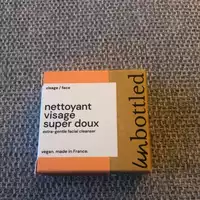 visage / face
nettoyant
visage
super doux
extra-gentle facial cleanser
vegan. made in France.
unbottled